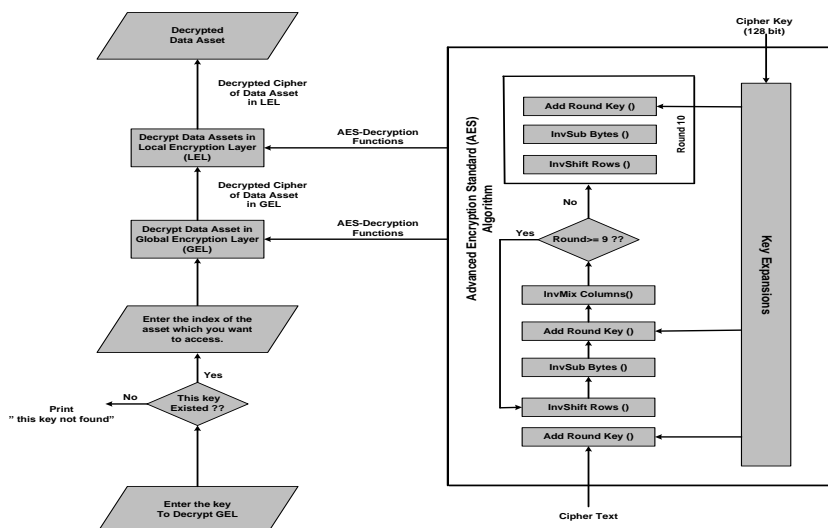 Decrypted
Data Asset
Decrypted Cipher
of Data Asset
in LEL
Decrypt Data Assets in
Local Encryption Layer
(LEL)
Decrypted Cipher
of Data Asset
in GEL
Decrypt Data Asset in
Global Encryption Layer
(GEL)
Enter the index of the
asset which you want
to access.
Yes
This key
Existed ??
No
Print
" this key not found"
Enter the key
To Decrypt GEL
AES-Decryption
Functions
AES-Decryption
Functions
Cipher Key
(128 bit)
Advanced Encryption Standard (AES)
Algorithm
Add Round Key ()
InvSub Bytes ()
InvShift Rows ()
Round 10
No
Yes
Round>= 9 ??
InvMix Columns()
Add Round Key ()
InvSub Bytes ()
InvShift Rows ()
Add Round Key ()
Cipher Text
Key Expansions